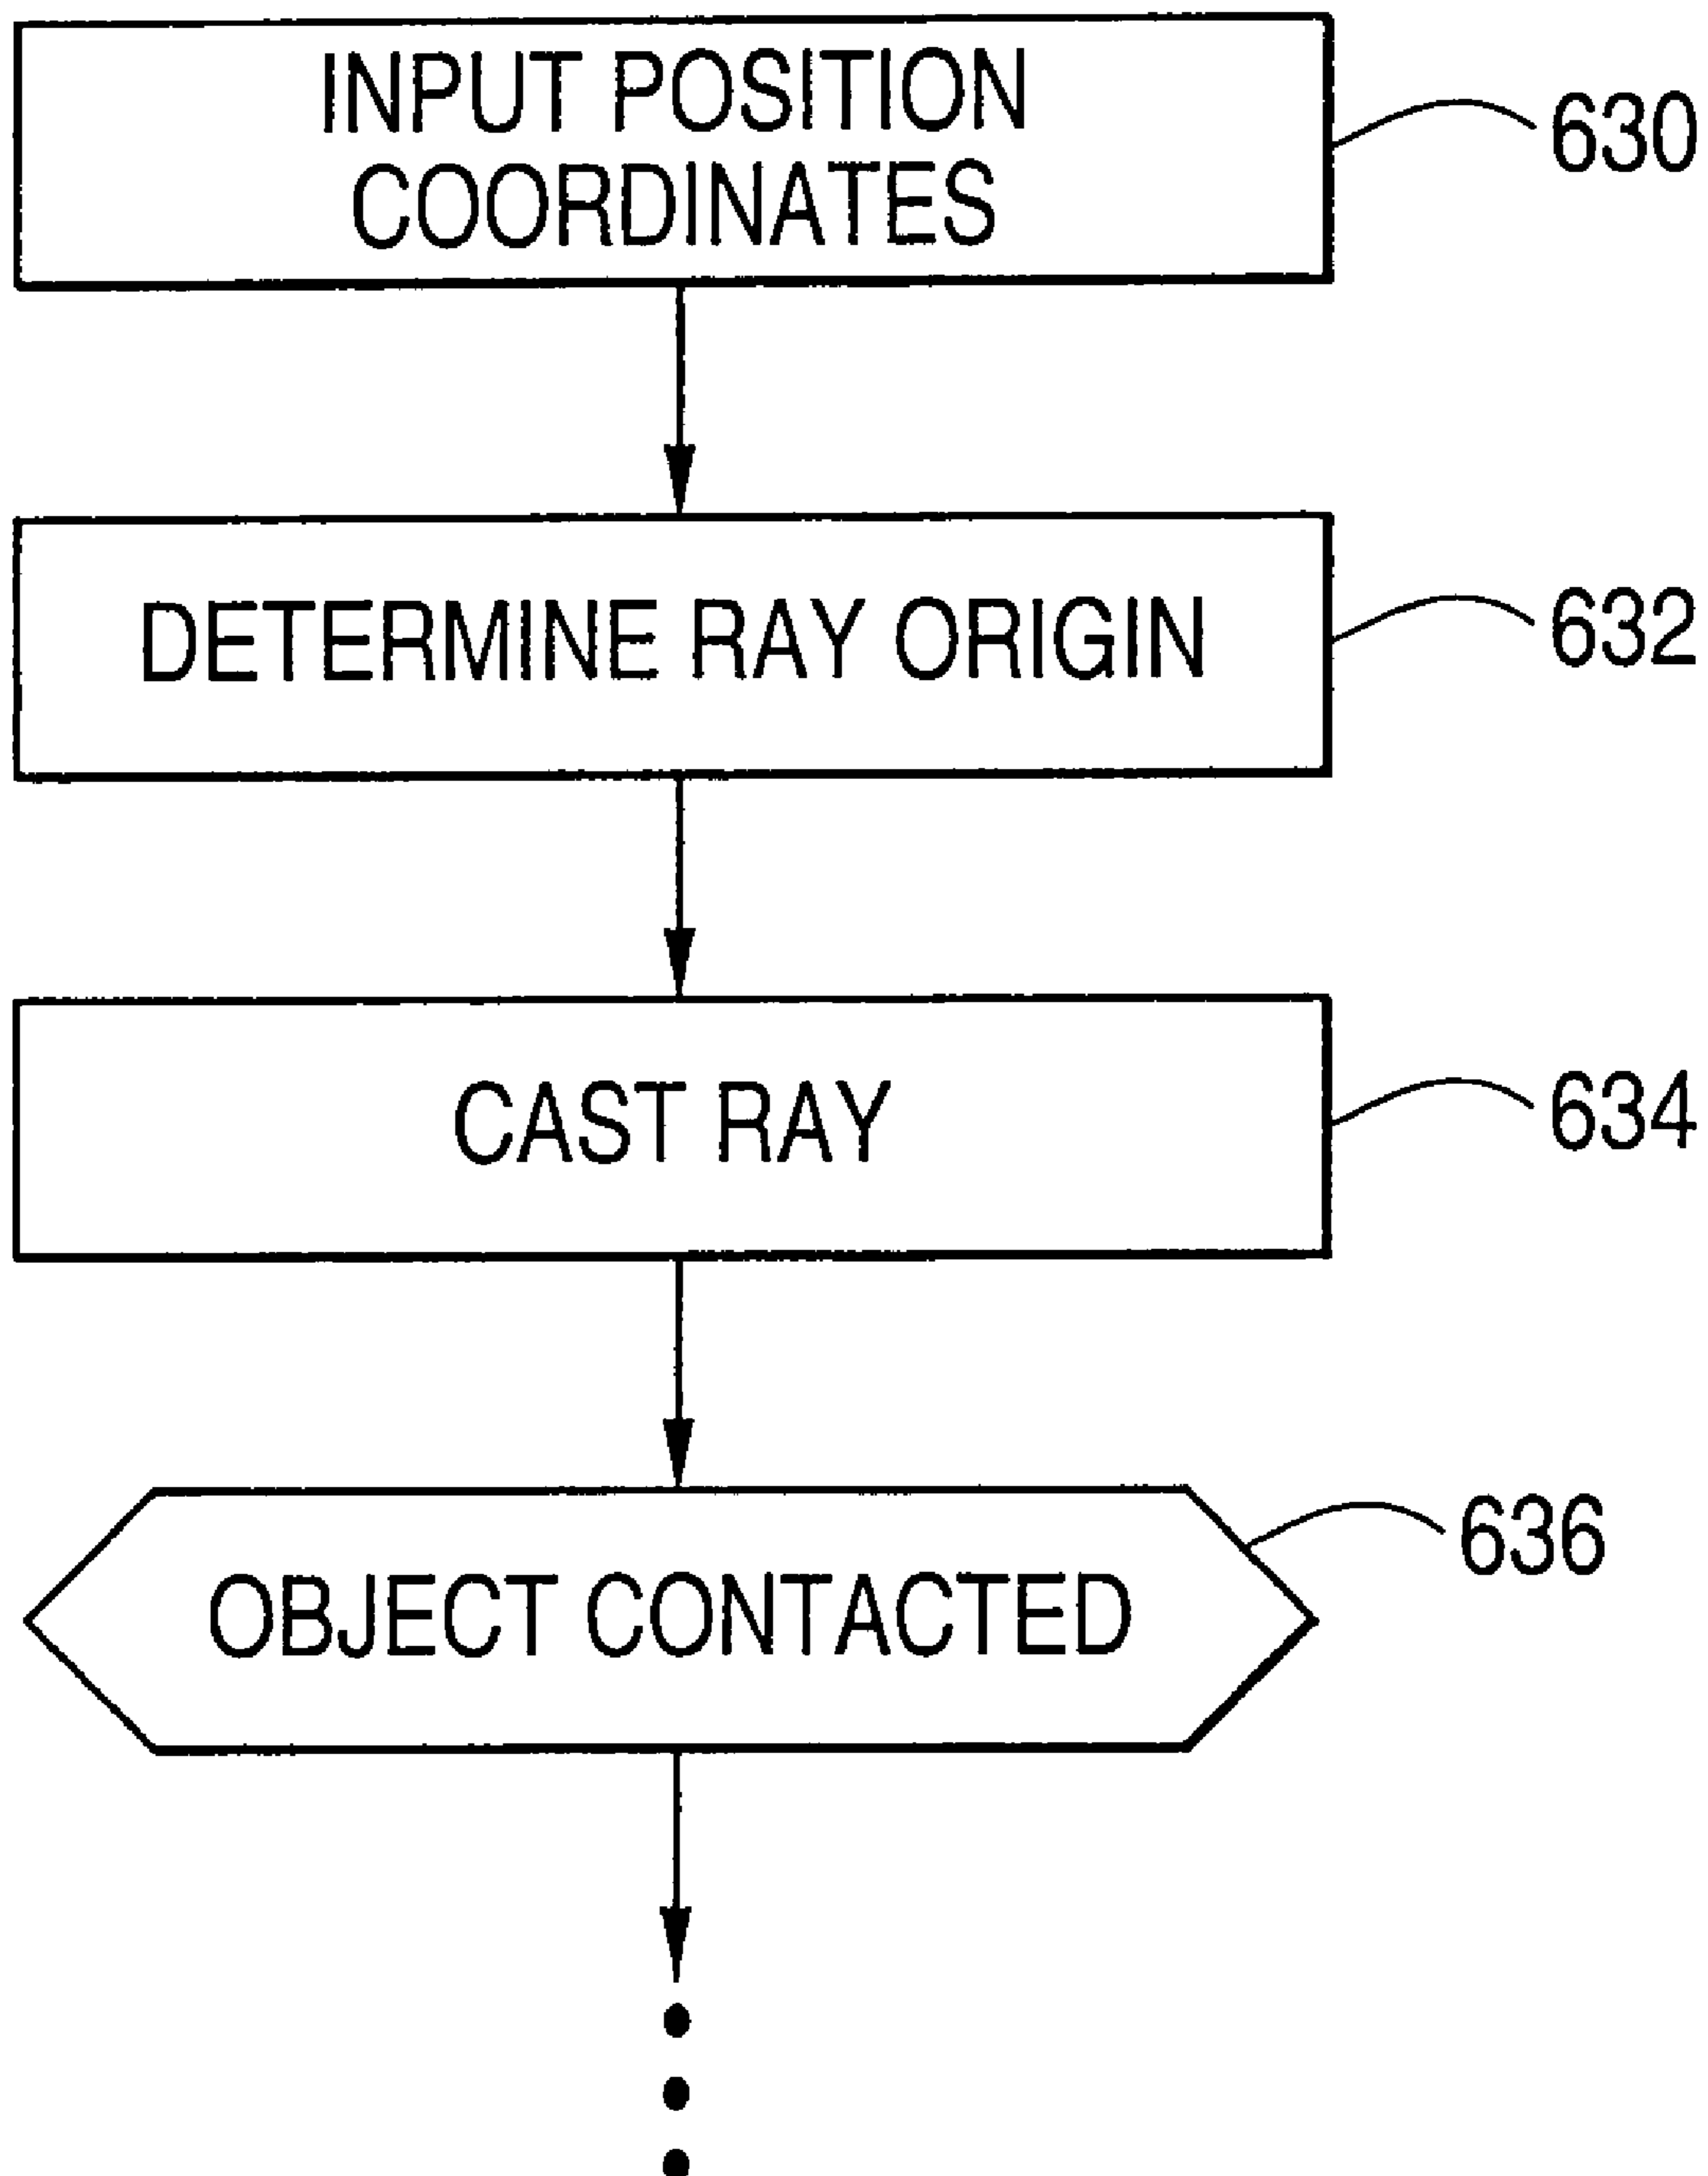 INPUT POSITION
COORDINATES
630
DETERMINE RAY ORIGIN
632
CAST RAY
634
OBJECT CONTACTED
636